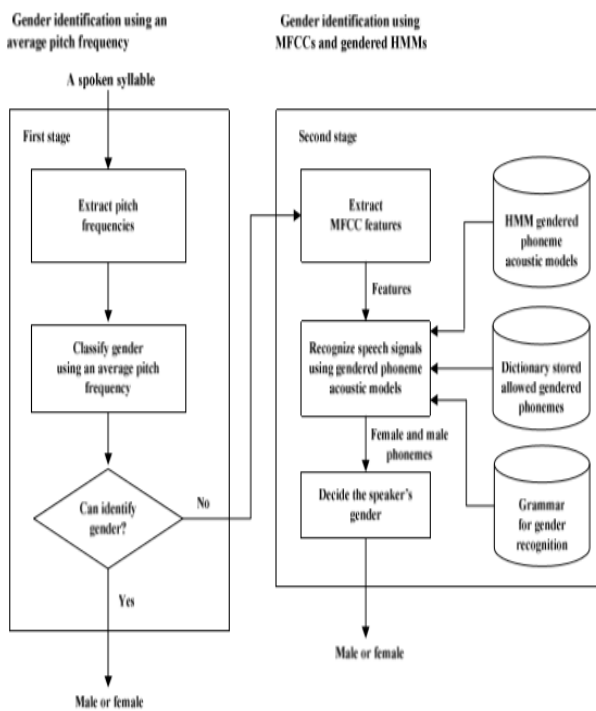 Gender identification using an
average pitch frequency
A spoken syllable
First stage
Extract pitch
frequencies
Classify gender
using an average pitch
frequency
Can identify
gender?
No
Yes
Male or female
Gender identification using
MFCCs and gendered HMMs
Second stage
Extract
MFCC features
Features
Recognize speech signals
using gendered phoneme
acoustic models
Female and male
phonemes
Decide the speaker's
gender
Male or female
HMM gendered
phoneme
acoustic models
Dictionary stored
allowed gendered
phonemes
Grammar
for gender
recognition